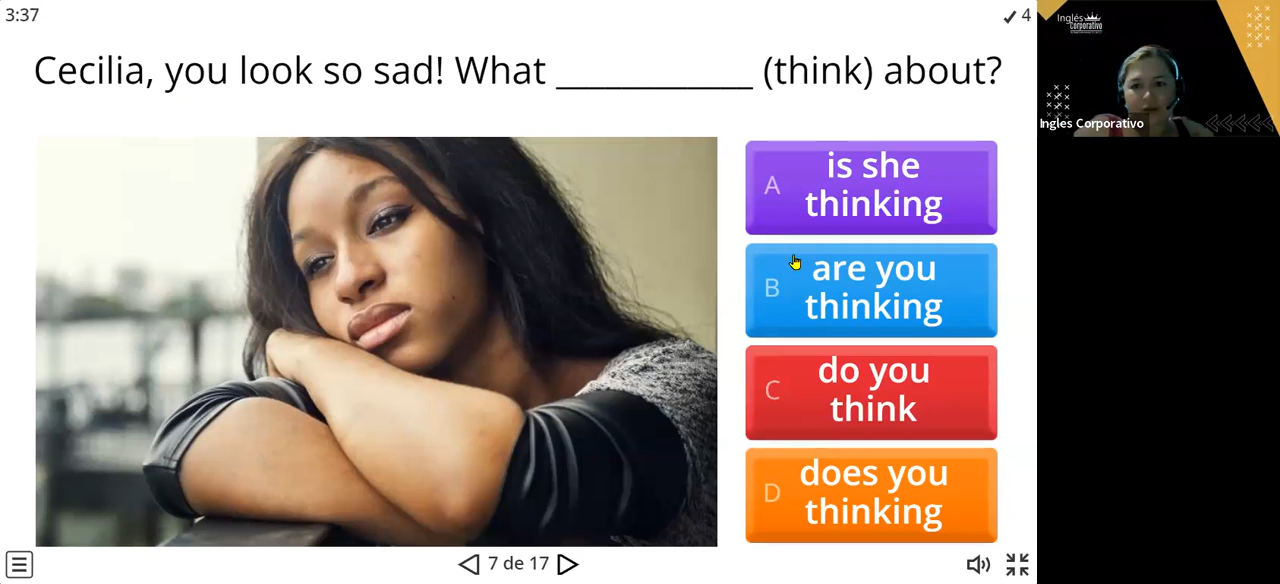 3:37
✓ 4
Cecilia, you look so sad! What ____________ (think) about?
A is she
thinking
B are you
thinking
C do you
think
D does you
thinking
7 de 17
Inglés
Corporativo
Ingles Corporativo